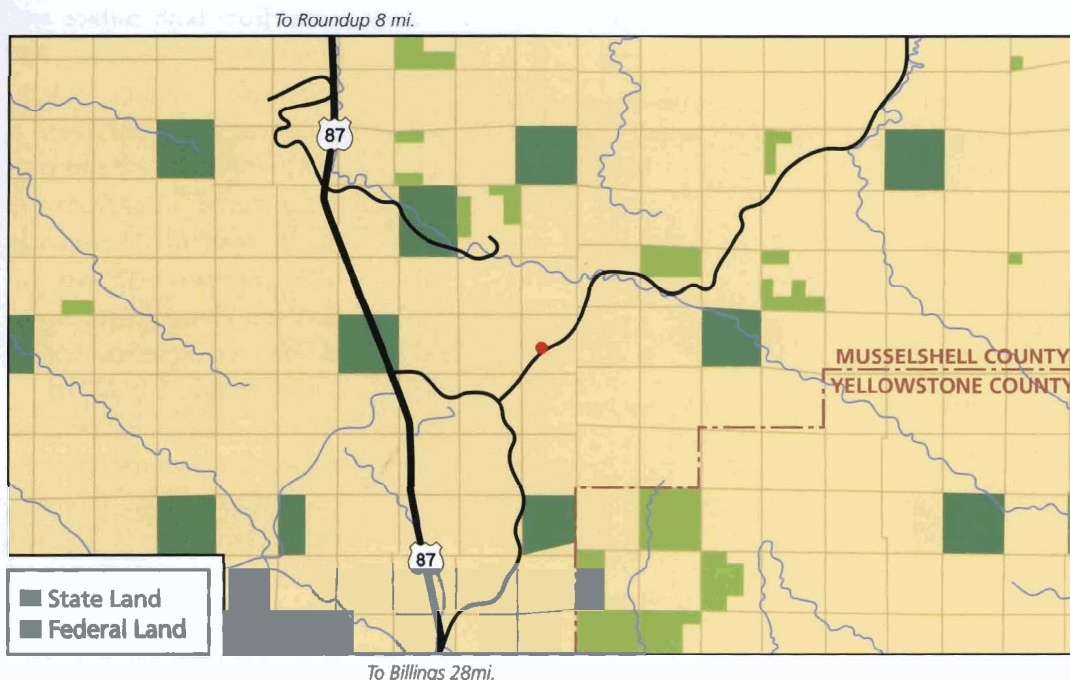 To Roundup 8 mi.
87
MUSSELSHELL COUNTY
YELLOWSTONE COUNTY
87
State Land
Federal Land
To Billings 28mi.